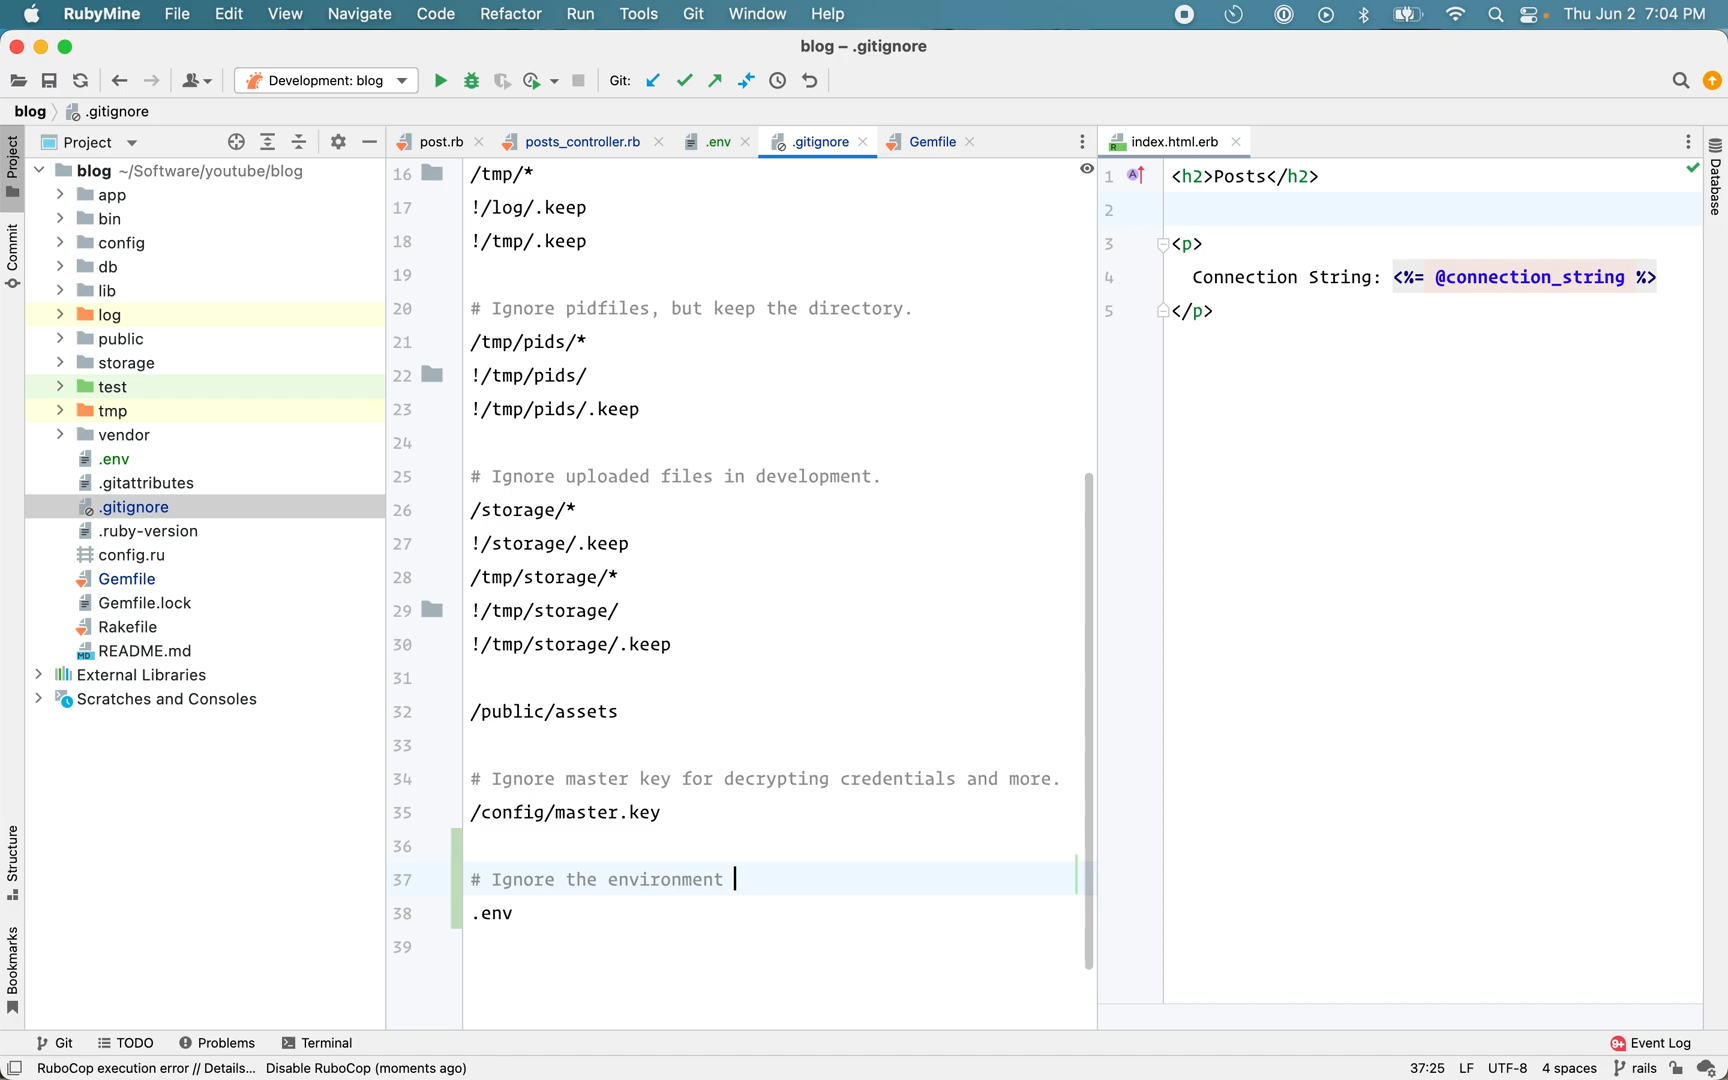 RubyMine File Edit View Navigate Code Refactor Run Tools Git Window Help Thu Jun 2 7:04 PM
blog – .gitignore
Development: blog Git:
blog .gitignore
Project
post.rb posts_controller.rb .env .gitignore Gemfile index.html.erb
Project
Commit
Structure
Bookmarks
blog ~/Software/youtube/blog
app
bin
config
db
lib
log
public
storage
test
tmp
vendor
.env
.gitattributes
.gitignore
.ruby-version
config.ru
Gemfile
Gemfile.lock
Rakefile
MD README.md
External Libraries
Scratches and Consoles
16 /tmp/*
17 !/log/.keep
18 !/tmp/.keep
19
20 # Ignore pidfiles, but keep the directory.
21 /tmp/pids/*
22 !/tmp/pids/
23 !/tmp/pids/.keep
24
25 # Ignore uploaded files in development.
26 /storage/*
27 !/storage/.keep
28 /tmp/storage/*
29 !/tmp/storage/
30 !/tmp/storage/.keep
31
32 /public/assets
33
34 # Ignore master key for decrypting credentials and more.
35 /config/master.key
36
37 # Ignore the environment
38 .env
39
1 <h2>Posts</h2>
2
3 <p>
4 Connection String: <%= @connection_string %>
5 </p>
Database
Git TODO Problems Terminal 9+ Event Log
RuboCop execution error // Details... Disable RuboCop (moments ago) 37:25 LF UTF-8 4 spaces rails